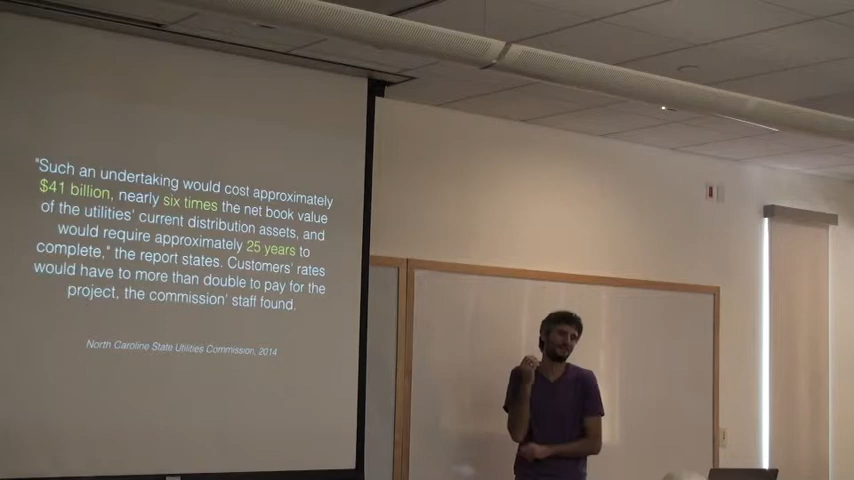 "Such an undertaking would cost approximately
$41 billion, nearly six times the net book value
of the utilities' current distribution assets, and
would require approximately 25 years to
complete," the report states. Customers' rates
would have to more than double to pay for the
project, the commission' staff found.
North Caroline State Utilities Commission, 2014